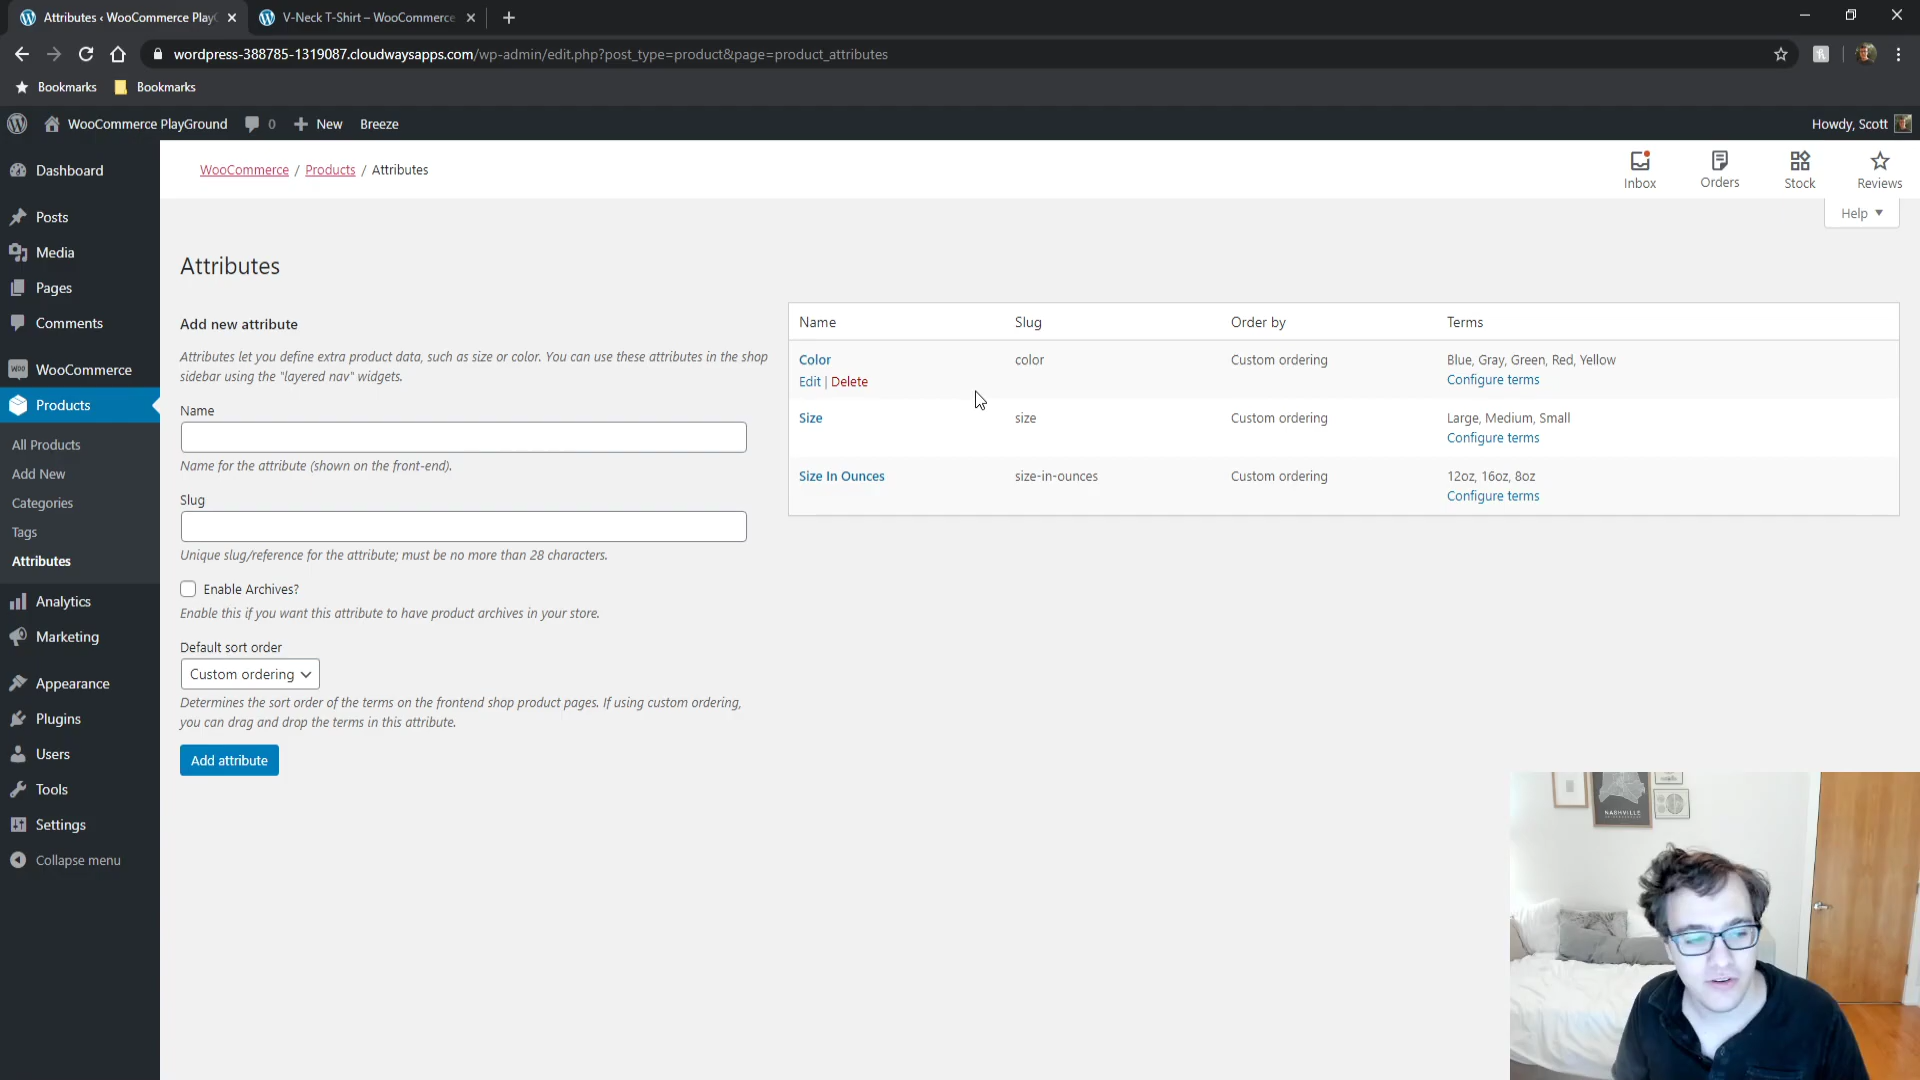 Attributes ‹ WooCommerce Play
V-Neck T-Shirt – WooCommerce
wordpress-388785-1319087.cloudwaysapps.com/wp-admin/edit.php?post_type=product&page=product_attributes
Bookmarks
Bookmarks
WooCommerce PlayGround
0
New
Breeze
Howdy, Scott
Dashboard
Posts
Media
Pages
Comments
WooCommerce
Products
All Products
Add New
Categories
Tags
Attributes
Analytics
Marketing
Appearance
Plugins
Users
Tools
Settings
Collapse menu
WooCommerce / Products / Attributes
Inbox
Orders
Stock
Reviews
Help
Attributes
Add new attribute
Attributes let you define extra product data, such as size or color. You can use these attributes in the shop
sidebar using the "layered nav" widgets.
Name
Name for the attribute (shown on the front-end).
Slug
Unique slug/reference for the attribute; must be no more than 28 characters.
Enable Archives?
Enable this if you want this attribute to have product archives in your store.
Default sort order
Custom ordering
Determines the sort order of the terms on the frontend shop product pages. If using custom ordering,
you can drag and drop the terms in this attribute.
Add attribute
Name Slug Order by Terms
Color color Custom ordering Blue, Gray, Green, Red, Yellow
Edit | Delete Configure terms
Size size Custom ordering Large, Medium, Small
Configure terms
Size In Ounces size-in-ounces Custom ordering 12oz, 16oz, 8oz
Configure terms
NASHVILLE